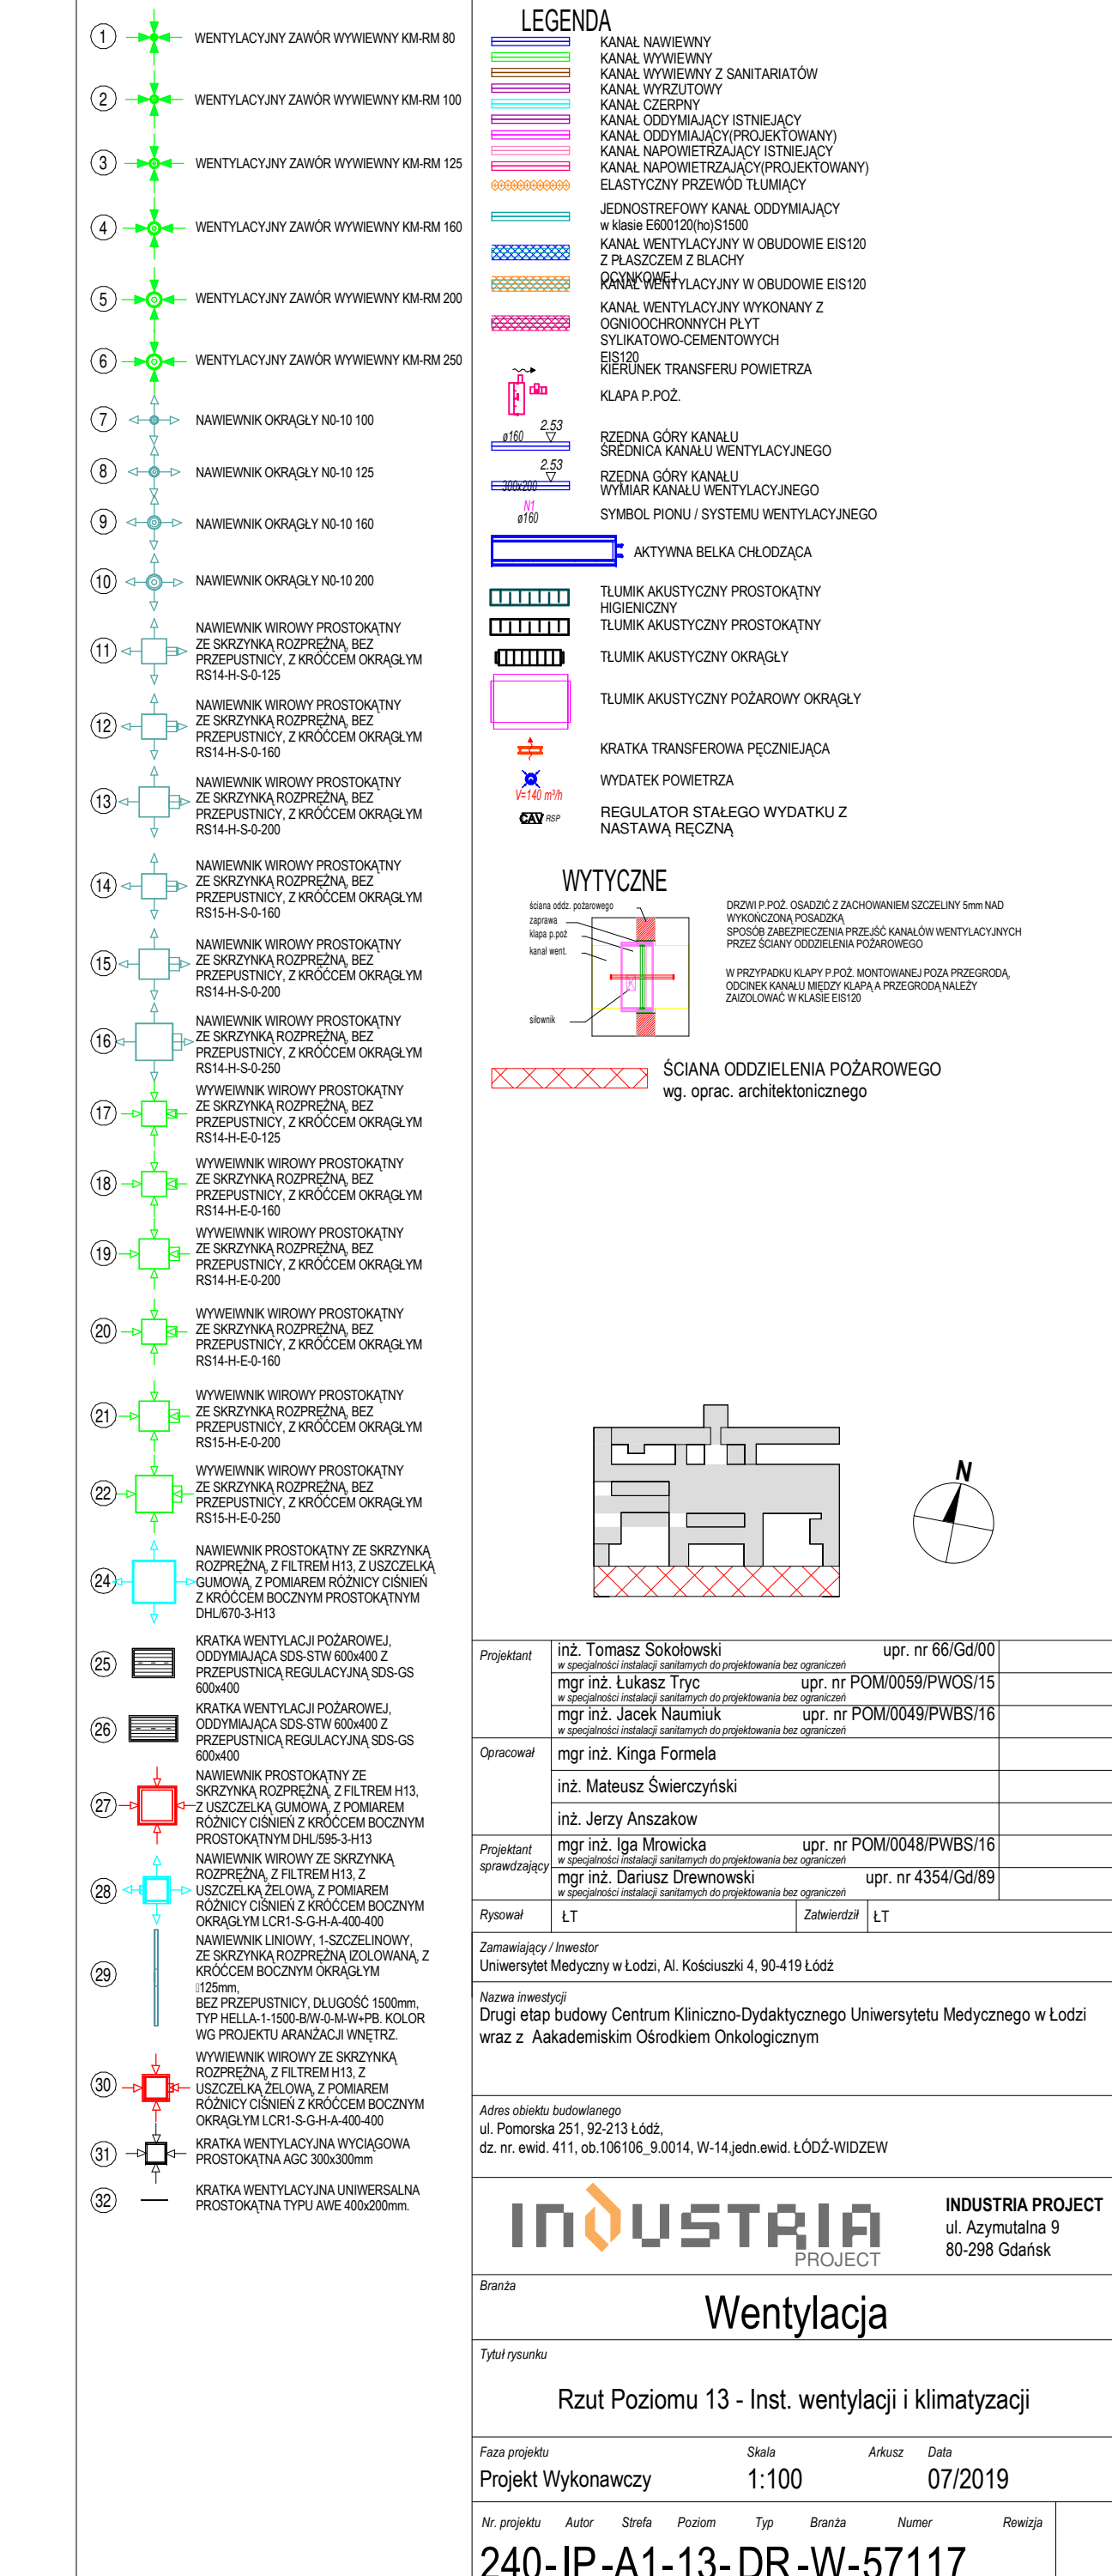 1
WENTYLACYJNY ZAWÓR WYWIEWNY KM-RM 80
2
WENTYLACYJNY ZAWÓR WYWIEWNY KM-RM 100
3
WENTYLACYJNY ZAWÓR WYWIEWNY KM-RM 125
4
WENTYLACYJNY ZAWÓR WYWIEWNY KM-RM 160
5
WENTYLACYJNY ZAWÓR WYWIEWNY KM-RM 200
6
WENTYLACYJNY ZAWÓR WYWIEWNY KM-RM 250
7
NAWIEWNIK OKRĄGŁY N0-10 100
8
NAWIEWNIK OKRĄGŁY N0-10 125
9
NAWIEWNIK OKRĄGŁY N0-10 160
10
NAWIEWNIK OKRĄGŁY N0-10 200
11
NAWIEWNIK WIROWY PROSTOKĄTNY
ZE SKRZYNKĄ ROZPRĘŻNĄ, BEZ
PRZEPUSTNICY, Z KRÓĆCEM OKRĄGŁYM
RS14-H-S-0-125
12
NAWIEWNIK WIROWY PROSTOKĄTNY
ZE SKRZYNKĄ ROZPRĘŻNĄ, BEZ
PRZEPUSTNICY, Z KRÓĆCEM OKRĄGŁYM
RS14-H-S-0-160
13
NAWIEWNIK WIROWY PROSTOKĄTNY
ZE SKRZYNKĄ ROZPRĘŻNĄ, BEZ
PRZEPUSTNICY, Z KRÓĆCEM OKRĄGŁYM
RS14-H-S-0-200
14
NAWIEWNIK WIROWY PROSTOKĄTNY
ZE SKRZYNKĄ ROZPRĘŻNĄ, BEZ
PRZEPUSTNICY, Z KRÓĆCEM OKRĄGŁYM
RS15-H-S-0-160
15
NAWIEWNIK WIROWY PROSTOKĄTNY
ZE SKRZYNKĄ ROZPRĘŻNĄ, BEZ
PRZEPUSTNICY, Z KRÓĆCEM OKRĄGŁYM
RS14-H-S-0-200
16
NAWIEWNIK WIROWY PROSTOKĄTNY
ZE SKRZYNKĄ ROZPRĘŻNĄ, BEZ
PRZEPUSTNICY, Z KRÓĆCEM OKRĄGŁYM
RS14-H-S-0-250
17
WYWEIWNIK WIROWY PROSTOKĄTNY
ZE SKRZYNKĄ ROZPRĘŻNĄ, BEZ
PRZEPUSTNICY, Z KRÓĆCEM OKRĄGŁYM
RS14-H-E-0-125
18
WYWEIWNIK WIROWY PROSTOKĄTNY
ZE SKRZYNKĄ ROZPRĘŻNĄ, BEZ
PRZEPUSTNICY, Z KRÓĆCEM OKRĄGŁYM
RS14-H-E-0-160
19
WYWEIWNIK WIROWY PROSTOKĄTNY
ZE SKRZYNKĄ ROZPRĘŻNĄ, BEZ
PRZEPUSTNICY, Z KRÓĆCEM OKRĄGŁYM
RS14-H-E-0-200
20
WYWEIWNIK WIROWY PROSTOKĄTNY
ZE SKRZYNKĄ ROZPRĘŻNĄ, BEZ
PRZEPUSTNICY, Z KRÓĆCEM OKRĄGŁYM
RS14-H-E-0-160
21
WYWEIWNIK WIROWY PROSTOKĄTNY
ZE SKRZYNKĄ ROZPRĘŻNĄ, BEZ
PRZEPUSTNICY, Z KRÓĆCEM OKRĄGŁYM
RS15-H-E-0-200
22
WYWEIWNIK WIROWY PROSTOKĄTNY
ZE SKRZYNKĄ ROZPRĘŻNĄ, BEZ
PRZEPUSTNICY, Z KRÓĆCEM OKRĄGŁYM
RS15-H-E-0-250
24
NAWIEWNIK PROSTOKĄTNY ZE SKRZYNKĄ
ROZPRĘŻNĄ, Z FILTREM H13, Z USZCZELKĄ
GUMOWĄ, Z POMIAREM RÓŻNICY CIŚNIEŃ
Z KRÓĆCEM BOCZNYM PROSTOKĄTNYM
DHL/670-3-H13
25
KRATKA WENTYLACJI POŻAROWEJ,
ODDYMIAJĄCA SDS-STW 600x400 Z
PRZEPUSTNICĄ REGULACYJNĄ SDS-GS
600x400
26
KRATKA WENTYLACJI POŻAROWEJ,
ODDYMIAJĄCA SDS-STW 600x400 Z
PRZEPUSTNICĄ REGULACYJNĄ SDS-GS
600x400
27
NAWIEWNIK PROSTOKĄTNY ZE
SKRZYNKĄ ROZPRĘŻNĄ, Z FILTREM H13,
Z USZCZELKĄ GUMOWĄ, Z POMIAREM
RÓŻNICY CIŚNIEŃ Z KRÓĆCEM BOCZNYM
PROSTOKĄTNYM DHL/595-3-H13
28
NAWIEWNIK WIROWY ZE SKRZYNKĄ
ROZPRĘŻNĄ, Z FILTREM H13, Z
USZCZELKĄ ŻELOWĄ, Z POMIAREM
RÓŻNICY CIŚNIEŃ Z KRÓĆCEM BOCZNYM
OKRĄGŁYM LCR1-S-G-H-A-400-400
29
NAWIEWNIK LINIOWY, 1-SZCZELINOWY,
ZE SKRZYNKĄ ROZPRĘŻNĄ IZOLOWANĄ, Z
KRÓĆCEM BOCZNYM OKRĄGŁYM
▯125mm,
BEZ PRZEPUSTNICY, DŁUGOŚĆ 1500mm,
TYP HELLA-1-1500-B/W-0-M-W+PB. KOLOR
WG PROJEKTU ARANŻACJI WNĘTRZ.
30
WYWIEWNIK WIROWY ZE SKRZYNKĄ
ROZPRĘŻNĄ, Z FILTREM H13, Z
USZCZELKĄ ŻELOWĄ, Z POMIAREM
RÓŻNICY CIŚNIEŃ Z KRÓĆCEM BOCZNYM
OKRĄGŁYM LCR1-S-G-H-A-400-400
31
KRATKA WENTYLACYJNA WYCIĄGOWA
PROSTOKĄTNA AGC 300x300mm
32
KRATKA WENTYLACYJNA UNIWERSALNA
PROSTOKĄTNA TYPU AWE 400x200mm.
LEGENDA
KANAŁ NAWIEWNY
KANAŁ WYWIEWNY
KANAŁ WYWIEWNY Z SANITARIATÓW
KANAŁ WYRZUTOWY
KANAŁ CZERPNY
KANAŁ ODDYMIAJĄCY ISTNIEJĄCY
KANAŁ ODDYMIAJĄCY(PROJEKTOWANY)
KANAŁ NAPOWIETRZAJĄCY ISTNIEJĄCY
KANAŁ NAPOWIETRZAJĄCY(PROJEKTOWANY)
ELASTYCZNY PRZEWÓD TŁUMIĄCY
JEDNOSTREFOWY KANAŁ ODDYMIAJĄCY
w klasie E600120(ho)S1500
KANAŁ WENTYLACYJNY W OBUDOWIE EIS120
Z PŁASZCZEM Z BLACHY
OCYNKOWEJ
KANAŁ WENTYLACYJNY W OBUDOWIE EIS120
KANAŁ WENTYLACYJNY WYKONANY Z
OGNIOOCHRONNYCH PŁYT
SYLIKATOWO-CEMENTOWYCH
EIS120
KIERUNEK TRANSFERU POWIETRZA
KLAPA P.POŻ.
2.53
ø160
RZĘDNA GÓRY KANAŁU
ŚREDNICA KANAŁU WENTYLACYJNEGO
2.53
300x200
RZĘDNA GÓRY KANAŁU
WYMIAR KANAŁU WENTYLACYJNEGO
N1
ø160
SYMBOL PIONU / SYSTEMU WENTYLACYJNEGO
AKTYWNA BELKA CHŁODZĄCA
TŁUMIK AKUSTYCZNY PROSTOKĄTNY
HIGIENICZNY
TŁUMIK AKUSTYCZNY PROSTOKĄTNY
TŁUMIK AKUSTYCZNY OKRĄGŁY
TŁUMIK AKUSTYCZNY POŻAROWY OKRĄGŁY
KRATKA TRANSFEROWA PĘCZNIEJĄCA
WYDATEK POWIETRZA
V=140 m³/h
CAV RSP
REGULATOR STAŁEGO WYDATKU Z
NASTAWĄ RĘCZNĄ
WYTYCZNE
ściana oddz. pożarowego
zaprawa
klapa p.poż
kanał went.
siłownik
DRZWI P.POŻ. OSADZIĆ Z ZACHOWANIEM SZCZELINY 5mm NAD
WYKOŃCZONĄ POSADZKĄ
SPOSÓB ZABEZPIECZENIA PRZEJŚĆ KANAŁÓW WENTYLACYJNYCH
PRZEZ ŚCIANY ODDZIELENIA POŻAROWEGO
W PRZYPADKU KLAPY P.POŻ. MONTOWANEJ POZA PRZEGRODĄ,
ODCINEK KANAŁU MIĘDZY KLAPĄ A PRZEGRODĄ NALEŻY
ZAIZOLOWAĆ W KLASIE EIS120
ŚCIANA ODDZIELENIA POŻAROWEGO
wg. oprac. architektonicznego
N
Projektant
inż. Tomasz Sokołowski upr. nr 66/Gd/00
w specjalności instalacji sanitarnych do projektowania bez ograniczeń
mgr inż. Łukasz Tryc upr. nr POM/0059/PWOS/15
w specjalności instalacji sanitarnych do projektowania bez ograniczeń
mgr inż. Jacek Naumiuk upr. nr POM/0049/PWBS/16
w specjalności instalacji sanitarnych do projektowania bez ograniczeń
Opracował
mgr inż. Kinga Formela
inż. Mateusz Świerczyński
inż. Jerzy Anszakow
Projektant
sprawdzający
mgr inż. Iga Mrowicka upr. nr POM/0048/PWBS/16
w specjalności instalacji sanitarnych do projektowania bez ograniczeń
mgr inż. Dariusz Drewnowski upr. nr 4354/Gd/89
w specjalności instalacji sanitarnych do projektowania bez ograniczeń
Rysował ŁT Zatwierdził ŁT
Zamawiający / Inwestor
Uniwersytet Medyczny w Łodzi, Al. Kościuszki 4, 90-419 Łódź
Nazwa inwestycji
Drugi etap budowy Centrum Kliniczno-Dydaktycznego Uniwersytetu Medycznego w Łodzi
wraz z Aakademiskim Ośrodkiem Onkologicznym
Adres obiektu budowlanego
ul. Pomorska 251, 92-213 Łódź,
dz. nr. ewid. 411, ob.106106_9.0014, W-14,jedn.ewid. ŁÓDŹ-WIDZEW
INDUSTRIA
PROJECT
INDUSTRIA PROJECT
ul. Azymutalna 9
80-298 Gdańsk
Branża
Wentylacja
Tytuł rysunku
Rzut Poziomu 13 - Inst. wentylacji i klimatyzacji
Faza projektu Skala Arkusz Data
Projekt Wykonawczy 1:100 07/2019
Nr. projektu Autor Strefa Poziom Typ Branża Numer Rewizja
240-IP-A1-13-DR-W-57117